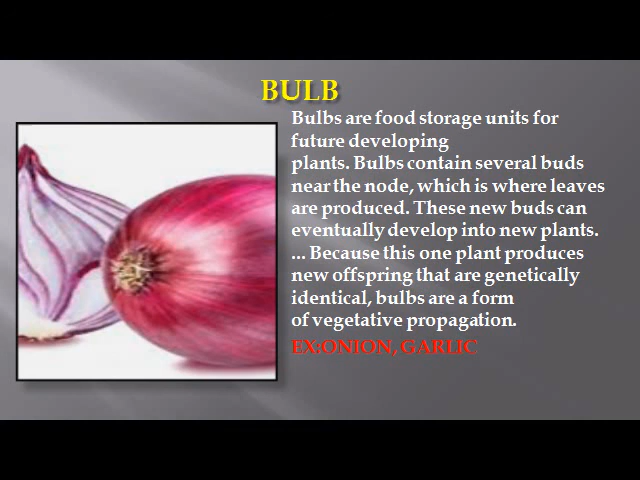 BULB
Bulbs are food storage units for
future developing
plants. Bulbs contain several buds
near the node, which is where leaves
are produced. These new buds can
eventually develop into new plants.
... Because this one plant produces
new offspring that are genetically
identical, bulbs are a form
of vegetative propagation.
EX:ONION, GARLIC